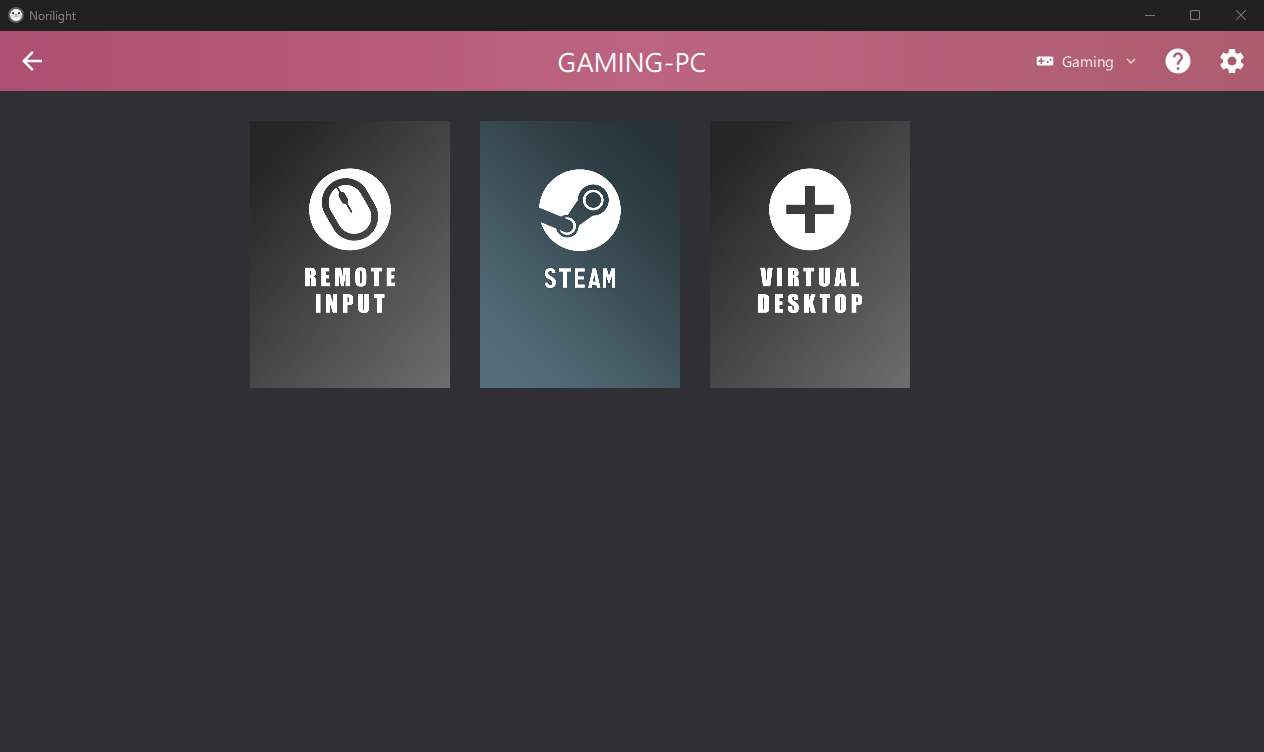 Norilight
GAMING-PC
Gaming
REMOTE
INPUT
STEAM
VIRTUAL
DESKTOP